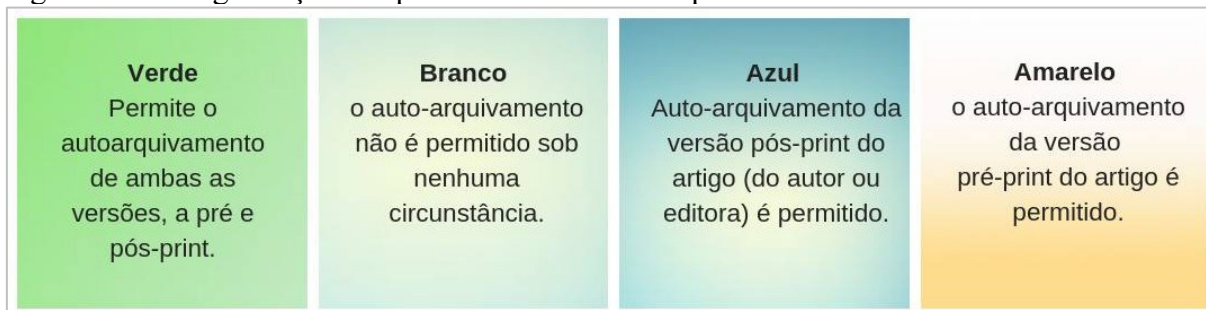 Verde
Permite o
autoarquivamento
de ambas as
versões, a pré e
pós-print.
Branco
o auto-arquivamento
não é permitido sob
nenhuma
circunstância.
Azul
Auto-arquivamento da
versão pós-print do
artigo (do autor ou
editora) é permitido.
Amarelo
o auto-arquivamento
da versão
pré-print do artigo é
permitido.